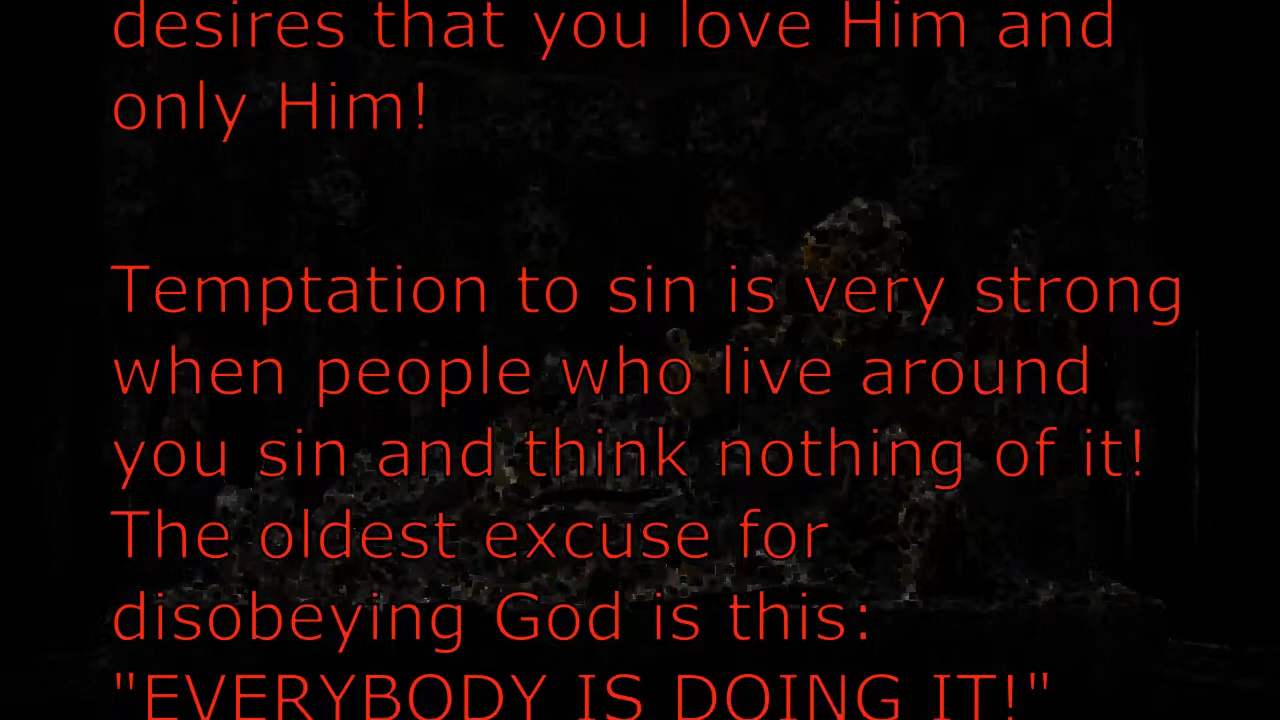 desires that you love Him and
only Him!
Temptation to sin is very strong
when people who live around
you sin and think nothing of it!
The oldest excuse for
disobeying God is this:
"EVERYBODY IS DOING IT!"